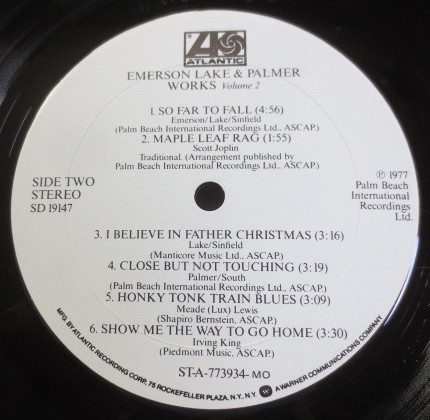 ATLANTIC
EMERSON LAKE & PALMER
WORKS Volume 2
1. SO FAR TO FALL (4:56)
Emerson/Lake/Sinfield
(Palm Beach International Recordings Ltd., ASCAP.)
2. MAPLE LEAF RAG (1:55)
Scott Joplin
Traditional. (Arrangement published by
Palm Beach International Recordings Ltd., ASCAP.)
SIDE TWO
STEREO
SD 19147
℗ 1977
Palm Beach
International
Recordings
Ltd.
3. I BELIEVE IN FATHER CHRISTMAS (3:16)
Lake/Sinfield
(Manticore Music Ltd., ASCAP.)
4. CLOSE BUT NOT TOUCHING (3:19)
Palmer/South
(Palm Beach International Recordings Ltd., ASCAP.)
5. HONKY TONK TRAIN BLUES (3:09)
Meade (Lux) Lewis
(Shapiro Bernstein, ASCAP.)
6. SHOW ME THE WAY TO GO HOME (3:30)
Irving King
(Piedmont Music, ASCAP.)
ST-A-773934- MO
MFG. BY ATLANTIC RECORDING CORP., 75 ROCKEFELLER PLAZA, N.Y., N.Y. A WARNER COMMUNICATIONS COMPANY